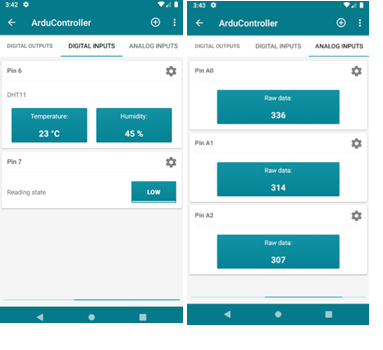 3:42
ArduController
DIGITAL OUTPUTS DIGITAL INPUTS ANALOG INPUTS
Pin 6
DHT11
Temperature: Humidity:
23 °C 45 %
Pin 7
Reading state LOW
3:43
ArduController
DIGITAL OUTPUTS DIGITAL INPUTS ANALOG INPUTS
Pin A0
Raw data:
336
Pin A1
Raw data:
314
Pin A2
Raw data:
307